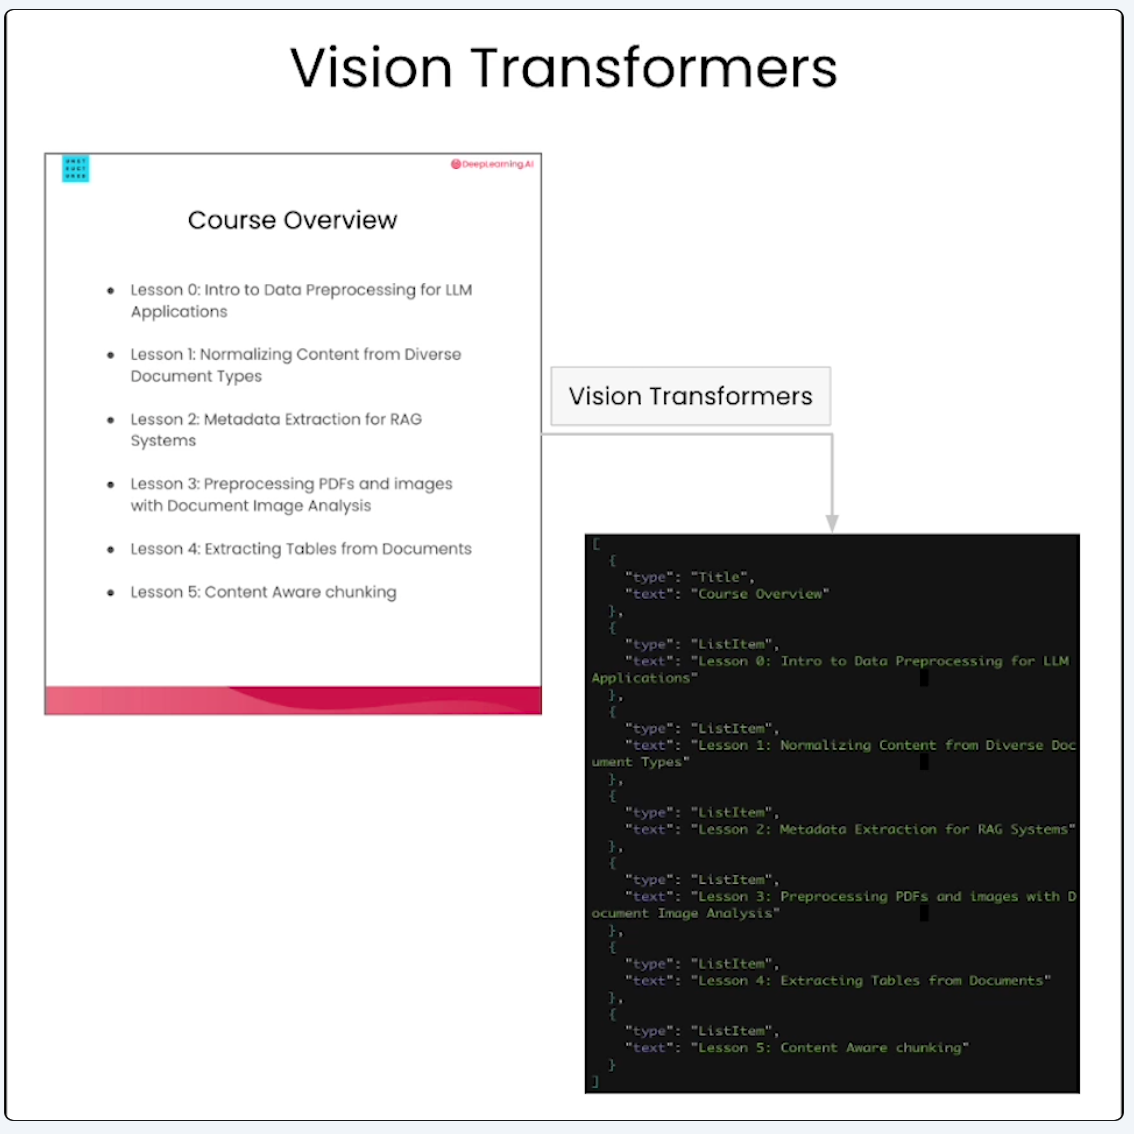 Vision Transformers
UNST
RUCT
URED
DeepLearning.AI
Course Overview
● Lesson 0: Intro to Data Preprocessing for LLM
Applications
● Lesson 1: Normalizing Content from Diverse
Document Types
● Lesson 2: Metadata Extraction for RAG
Systems
● Lesson 3: Preprocessing PDFs and images
with Document Image Analysis
● Lesson 4: Extracting Tables from Documents
● Lesson 5: Content Aware chunking
Vision Transformers
[
{
"type": "Title",
"text": "Course Overview"
},
{
"type": "ListItem",
"text": "Lesson 0: Intro to Data Preprocessing for LLM
Applications"
},
{
"type": "ListItem",
"text": "Lesson 1: Normalizing Content from Diverse Doc
ument Types"
},
{
"type": "ListItem",
"text": "Lesson 2: Metadata Extraction for RAG Systems"
},
{
"type": "ListItem",
"text": "Lesson 3: Preprocessing PDFs and images with D
ocument Image Analysis"
},
{
"type": "ListItem",
"text": "Lesson 4: Extracting Tables from Documents"
},
{
"type": "ListItem",
"text": "Lesson 5: Content Aware chunking"
}
]